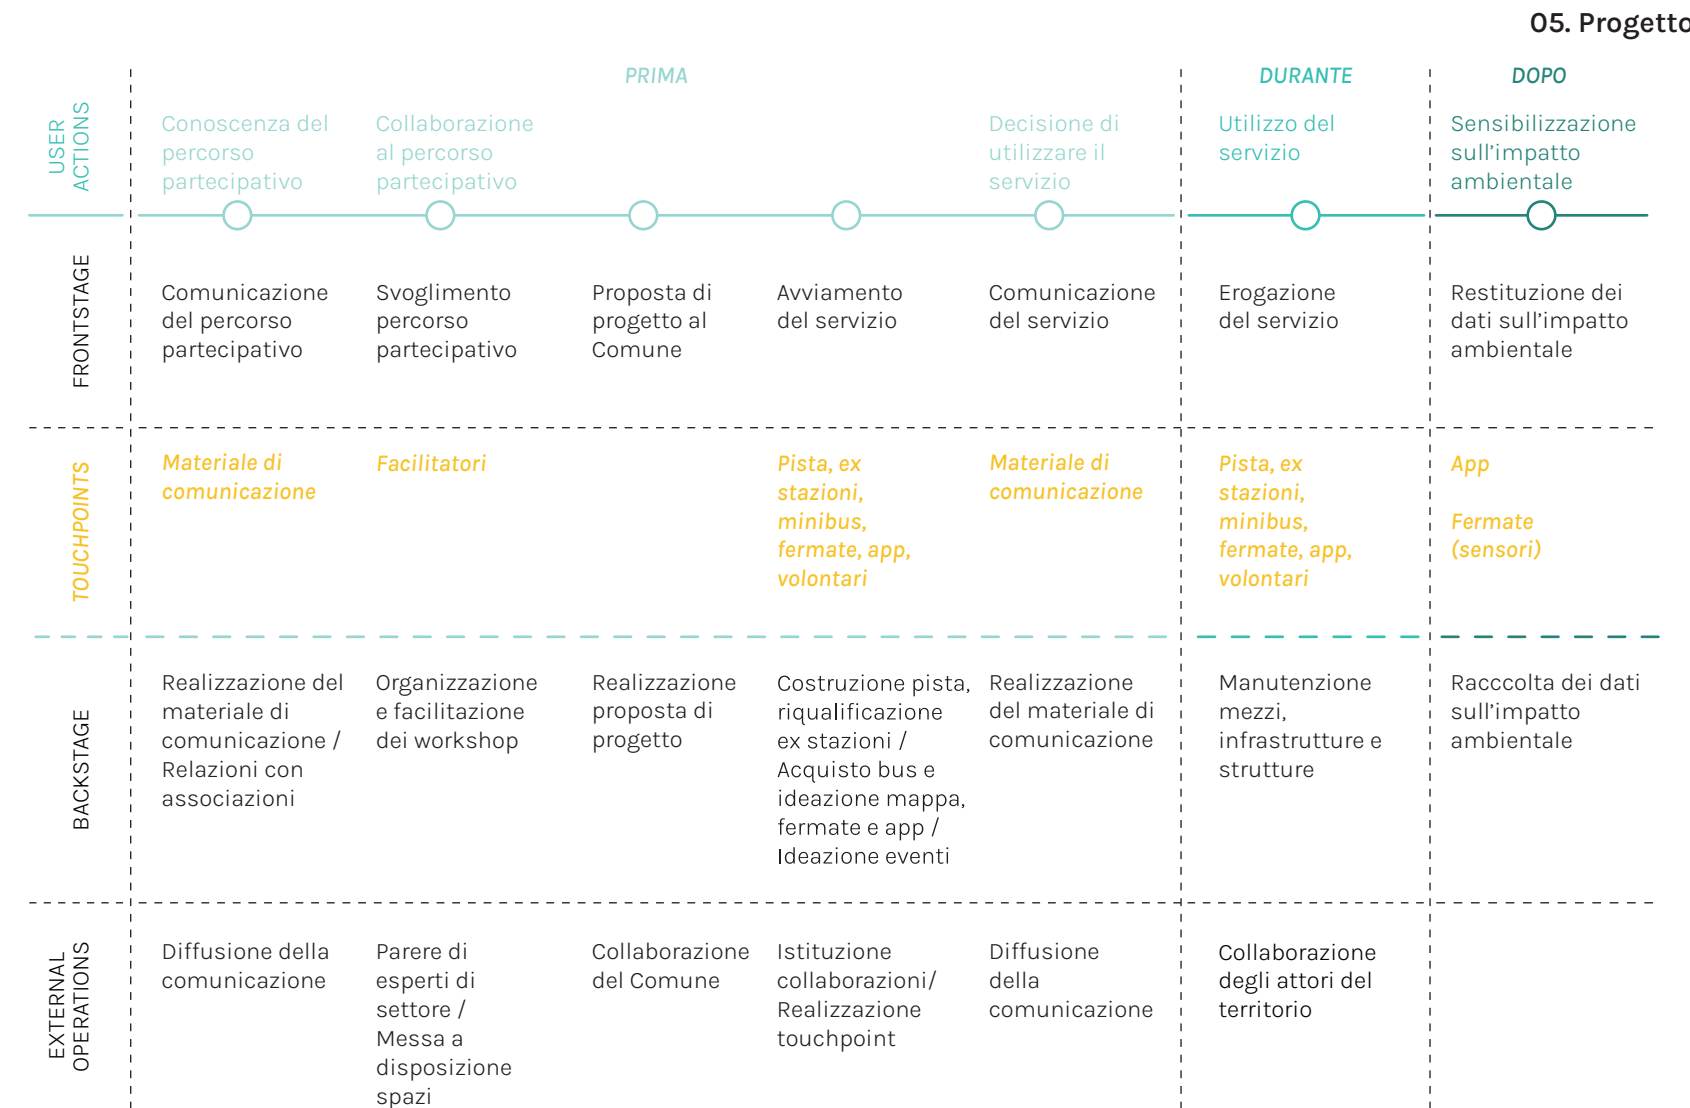 05. Progetto
PRIMA
DURANTE
DOPO
USER
ACTIONS
Conoscenza del
percorso
partecipativo
Collaborazione
al percorso
partecipativo
Decisione di
utilizzare il
servizio
Utilizzo del
servizio
Sensibilizzazione
sull'impatto
ambientale
FRONTSTAGE
Comunicazione
del percorso
partecipativo
Svoglimento
percorso
partecipativo
Proposta di
progetto al
Comune
Avviamento
del servizio
Comunicazione
del servizio
Erogazione
del servizio
Restituzione dei
dati sull'impatto
ambientale
TOUCHPOINTS
Materiale di
comunicazione
Facilitatori
Pista, ex
stazioni,
minibus,
fermate, app,
volontari
Materiale di
comunicazione
Pista, ex
stazioni,
minibus,
fermate, app,
volontari
App
Fermate
(sensori)
BACKSTAGE
Realizzazione del
materiale di
comunicazione /
Relazioni con
associazioni
Organizzazione
e facilitazione
dei workshop
Realizzazione
proposta di
progetto
Costruzione pista,
riqualificazione
ex stazioni /
Acquisto bus e
ideazione mappa,
fermate e app /
Ideazione eventi
Realizzazione
del materiale di
comunicazione
Manutenzione
mezzi,
infrastrutture e
strutture
Racccolta dei dati
sull'impatto
ambientale
EXTERNAL
OPERATIONS
Diffusione della
comunicazione
Parere di
esperti di
settore /
Messa a
disposizione
spazi
Collaborazione
del Comune
Istituzione
collaborazioni/
Realizzazione
touchpoint
Diffusione
della
comunicazione
Collaborazione
degli attori del
territorio